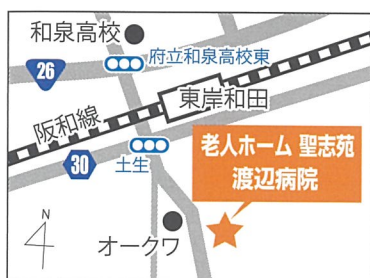 和泉高校
府立和泉高校東
26
東岸和田
阪和線
老人ホーム 聖志苑
渡辺病院
30
土生
N
オークワ